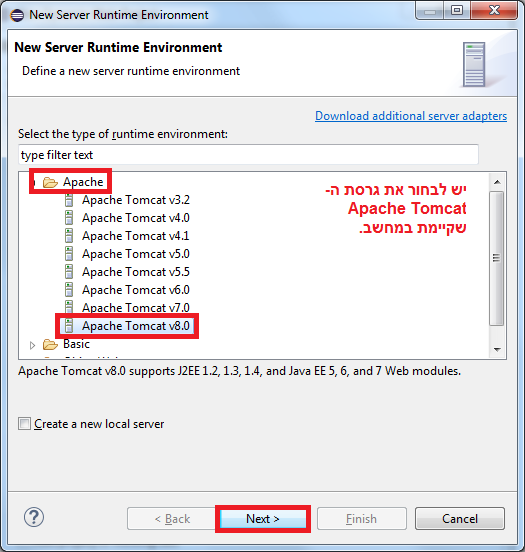 New Server Runtime Environment
New Server Runtime Environment
Define a new server runtime environment
Download additional server adapters
Select the type of runtime environment:
type filter text
Apache
Apache Tomcat v3.2
Apache Tomcat v4.0
Apache Tomcat v4.1
Apache Tomcat v5.0
Apache Tomcat v5.5
Apache Tomcat v6.0
Apache Tomcat v7.0
Apache Tomcat v8.0
Basic
יש לבחור את גרסת ה-
Apache Tomcat
שקיימת במחשב.
Apache Tomcat v8.0 supports J2EE 1.2, 1.3, 1.4, and Java EE 5, 6, and 7 Web modules.
Create a new local server
?
< Back
Next >
Finish
Cancel